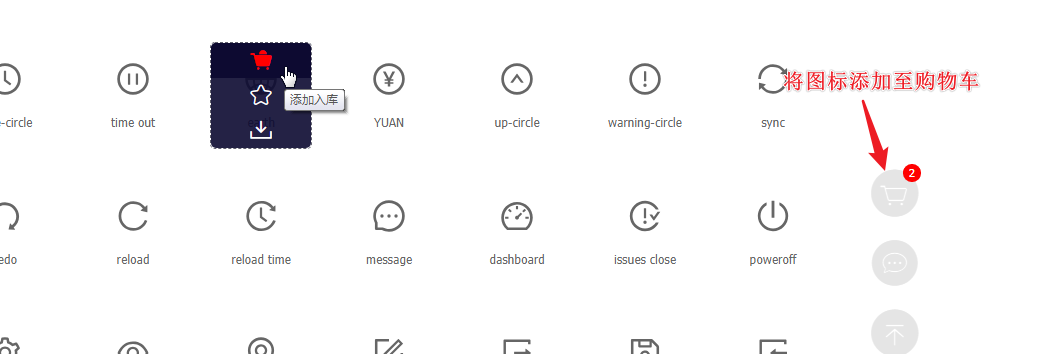 将图标添加至购物车
添加入库
e-circle
time out
YUAN
up-circle
warning-circle
sync
2
edo
reload
reload time
message
dashboard
issues close
poweroff